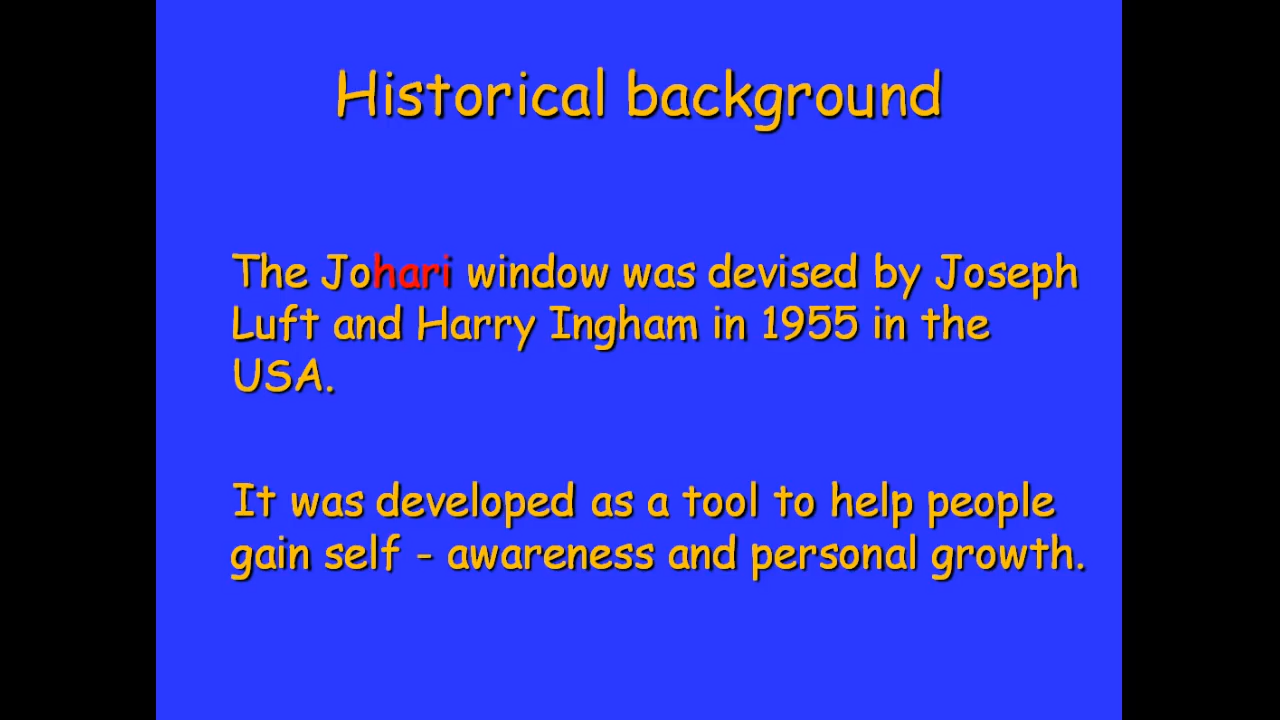 Historical background
The Johari window was devised by Joseph
Luft and Harry Ingham in 1955 in the
USA.
It was developed as a tool to help people
gain self - awareness and personal growth.